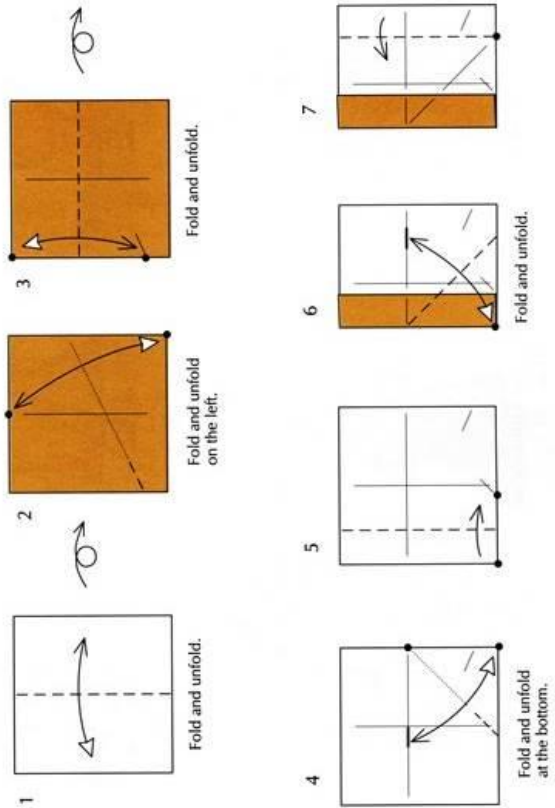 1
Fold and unfold.
2
Fold and unfold
on the left.
3
Fold and unfold.
4
Fold and unfold
at the bottom.
5
6
Fold and unfold.
7